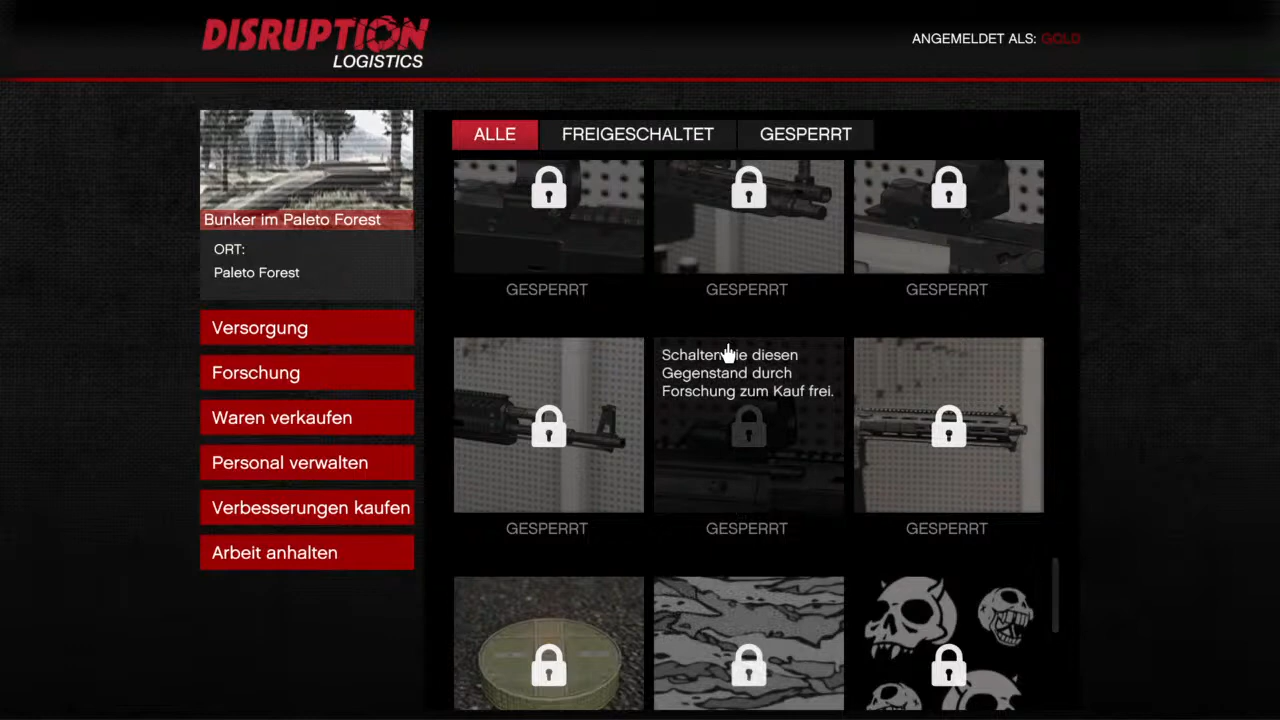 DISRUPTION
LOGISTICS
ANGEMELDET ALS: GOLD
Bunker im Paleto Forest
ORT:
Paleto Forest
Versorgung
Forschung
Waren verkaufen
Personal verwalten
Verbesserungen kaufen
Arbeit anhalten
ALLE FREIGESCHALTET GESPERRT
GESPERRT GESPERRT GESPERRT
Schalten Sie diesen
Gegenstand durch
Forschung zum Kauf frei.
GESPERRT GESPERRT GESPERRT